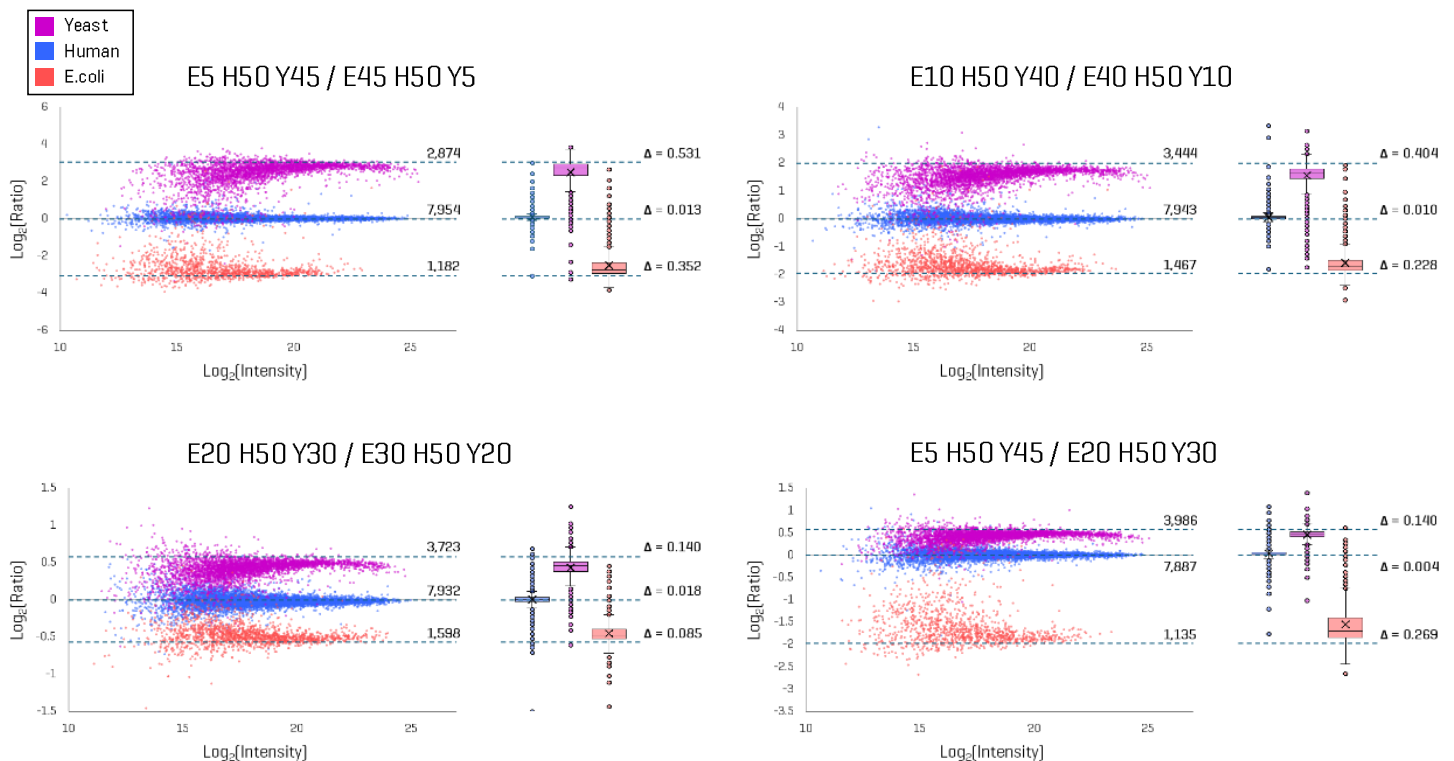 Yeast
Human
E.coli
E5 H50 Y45 / E45 H50 Y5
Log2[Ratio]
6
4
2
0
-2
-4
-6
10
15
20
25
Log2[Intensity]
2,874
7,954
1,182
Δ = 0.531
Δ = 0.013
Δ = 0.352
E10 H50 Y40 / E40 H50 Y10
Log2[Ratio]
4
3
2
1
0
-1
-2
-3
-4
10
15
20
25
Log2[Intensity]
3,444
7,943
1,467
Δ = 0.404
Δ = 0.010
Δ = 0.228
E20 H50 Y30 / E30 H50 Y20
Log2[Ratio]
1.5
1
0.5
0
-0.5
-1
-1.5
10
15
20
25
Log2[Intensity]
3,723
7,932
1,598
Δ = 0.140
Δ = 0.018
Δ = 0.085
E5 H50 Y45 / E20 H50 Y30
Log2[Ratio]
1.5
1
0.5
0
-0.5
-1
-1.5
-2
-2.5
-3
-3.5
10
15
20
25
Log2[Intensity]
3,986
7,887
1,135
Δ = 0.140
Δ = 0.004
Δ = 0.269